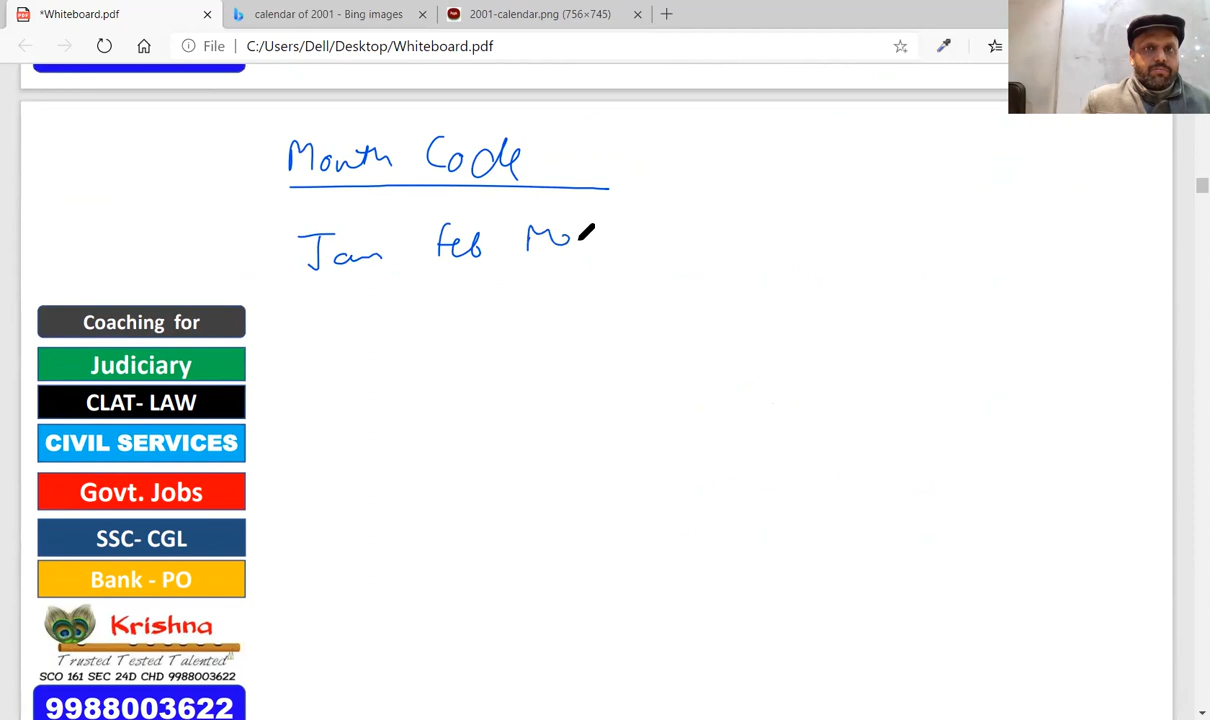 *Whiteboard.pdf
calendar of 2001 - Bing images
2001-calendar.png (756×745)
File
C:/Users/Dell/Desktop/Whiteboard.pdf
Month Code
Jan Feb Ma
Coaching for
Judiciary
CLAT- LAW
CIVIL SERVICES
Govt. Jobs
SSC- CGL
Bank - PO
Krishna
Trusted Tested Talented
SCO 161 SEC 24D CHD 9988003622
9988003622